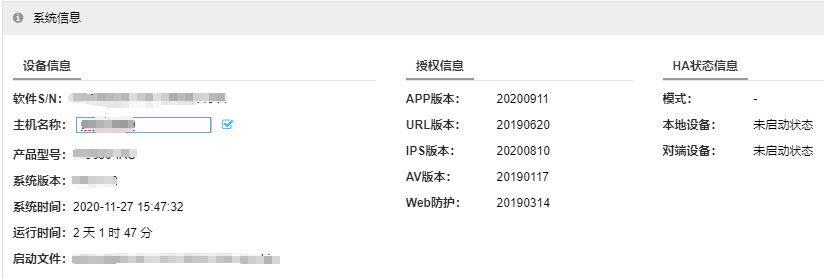 系统信息
设备信息
软件S/N：
主机名称：
产品型号：
系统版本：
系统时间： 2020-11-27 15:47:32
运行时间： 2 天 1 时 47 分
启动文件：
授权信息
APP版本： 20200911
URL版本： 20190620
IPS版本： 20200810
AV版本： 20190117
Web防护： 20190314
HA状态信息
模式： -
本地设备： 未启动状态
对端设备： 未启动状态